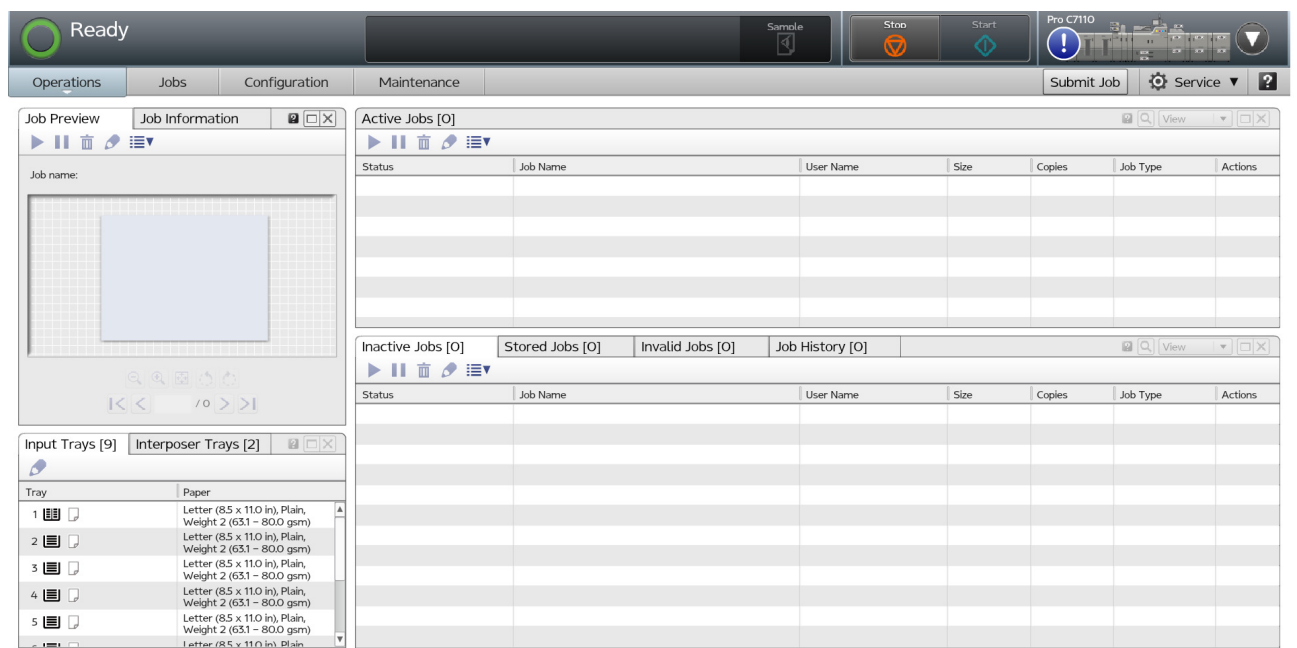 Ready
Sample
Stop
Start
Pro C7110
Operations
Jobs
Configuration
Maintenance
Submit Job
Service
?
Job Preview
Job Information
Job name:
/ 0
Active Jobs [0]
View
Status
Job Name
User Name
Size
Copies
Job Type
Actions
Inactive Jobs [0]
Stored Jobs [0]
Invalid Jobs [0]
Job History [0]
View
Status
Job Name
User Name
Size
Copies
Job Type
Actions
Input Trays [9]
Interposer Trays [2]
Tray
Paper
1
Letter (8.5 x 11.0 in), Plain,
Weight 2 (63.1 – 80.0 gsm)
2
Letter (8.5 x 11.0 in), Plain,
Weight 2 (63.1 – 80.0 gsm)
3
Letter (8.5 x 11.0 in), Plain,
Weight 2 (63.1 – 80.0 gsm)
4
Letter (8.5 x 11.0 in), Plain,
Weight 2 (63.1 – 80.0 gsm)
5
Letter (8.5 x 11.0 in), Plain,
Weight 2 (63.1 – 80.0 gsm)
Letter (8.5 x 11.0 in), Plain,